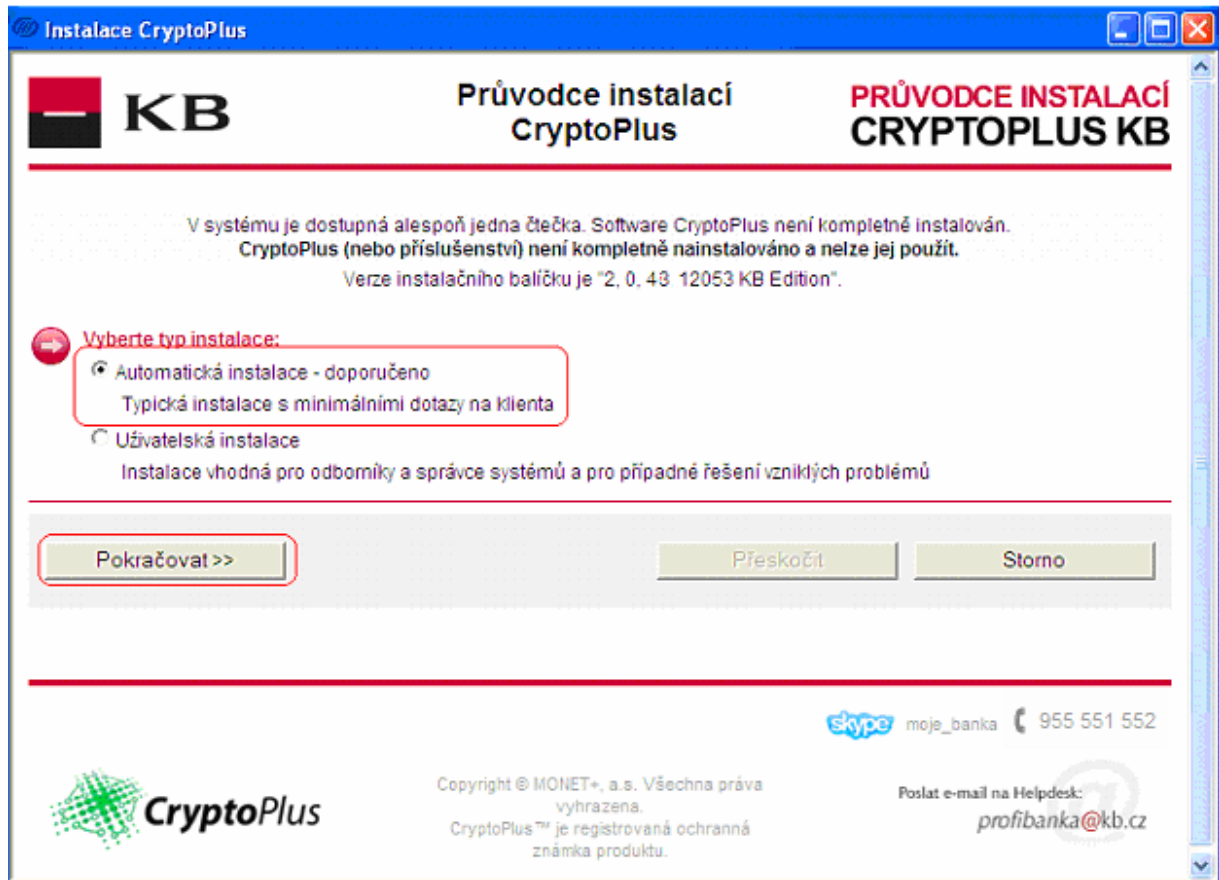 Instalace CryptoPlus
KB
Průvodce instalací
CryptoPlus
PRŮVODCE INSTALACÍ
CRYPTOPLUS KB
V systému je dostupná alespoň jedna čtečka. Software CryptoPlus není kompletně instalován.
CryptoPlus (nebo příslušenství) není kompletně nainstalováno a nelze jej použít.
Verze instalačního balíčku je "2, 0, 48 12053 KB Edition".
Vyberte typ instalace:
Automatická instalace - doporučeno
Typická instalace s minimálními dotazy na klienta
Uživatelská instalace
Instalace vhodná pro odborníky a správce systémů a pro případné řešení vzniklých problémů
Pokračovat >>
Přeskočit
Storno
skype moje_banka 955 551 552
CryptoPlus
Copyright © MONET+, a.s. Všechna práva
vyhrazena.
CryptoPlus™ je registrovaná ochranná
známka produktu.
Poslat e-mail na Helpdesk:
profibanka@kb.cz